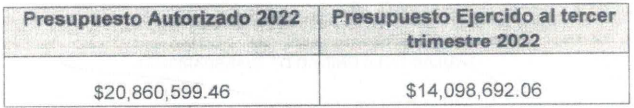 Presupuesto Autorizado 2022
Presupuesto Ejercido al tercer
trimestre 2022
$20,860,599.46
$14,098,692.06